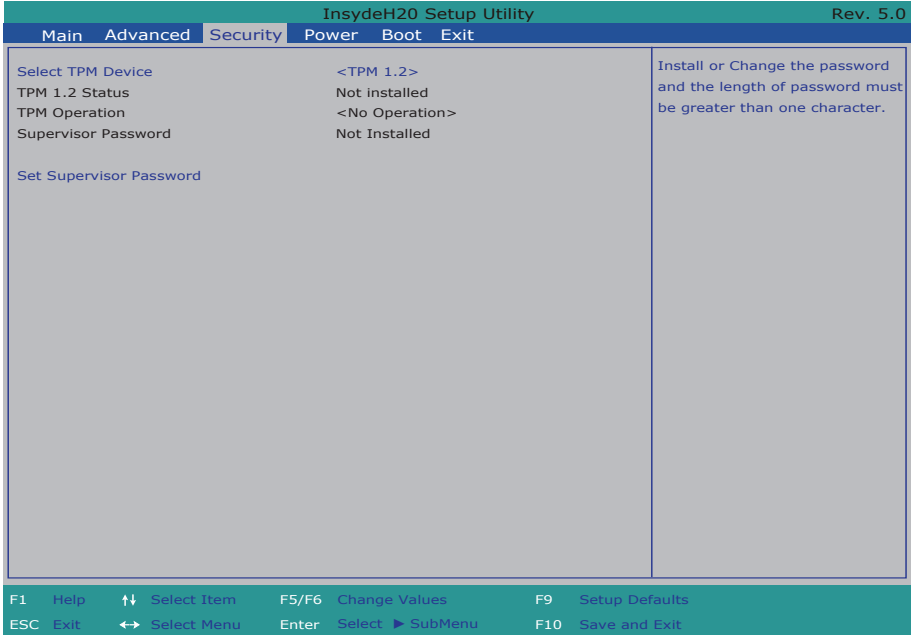 InsydeH20 Setup Utility Rev. 5.0
Main Advanced Security Power Boot Exit
Select TPM Device <TPM 1.2>
TPM 1.2 Status Not installed
TPM Operation <No Operation>
Supervisor Password Not Installed
Set Supervisor Password
Install or Change the password
and the length of password must
be greater than one character.
F1 Help ↑↓ Select Item F5/F6 Change Values F9 Setup Defaults
ESC Exit ↔ Select Menu Enter Select ▶ SubMenu F10 Save and Exit